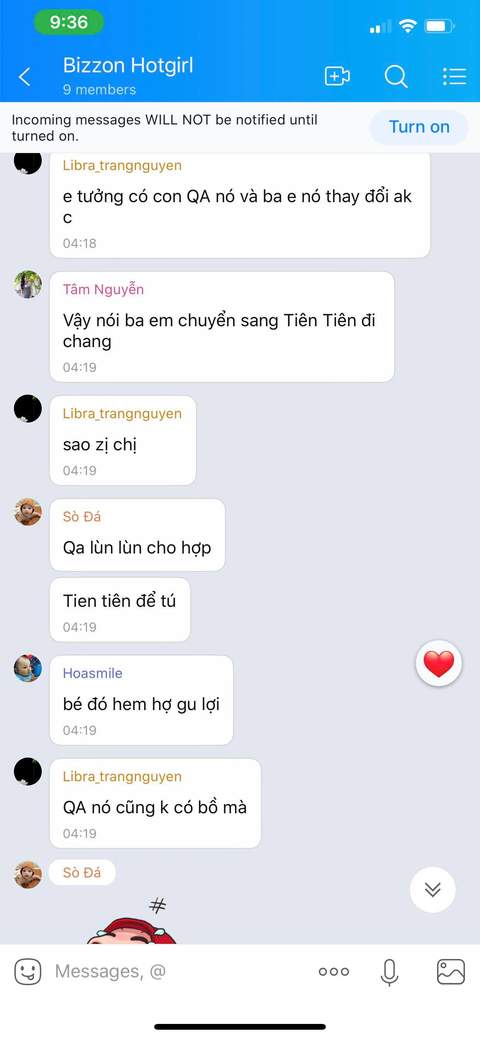 9:36
Bizzon Hotgirl
9 members
Incoming messages WILL NOT be notified until
turned on.
Turn on
Libra_trangnguyen
e tưởng có con QA nó và ba e nó thay đổi ak
c
04:18
Tâm Nguyễn
Vậy nói ba em chuyển sang Tiên Tiên đi
chang
04:19
Libra_trangnguyen
sao zị chị
04:19
Sò Đá
Qa lùn lùn cho hợp
Tien tiên để tú
04:19
Hoasmile
bé đó hem hợ gu lợi
04:19
Libra_trangnguyen
QA nó cũng k có bồ mà
04:19
Sò Đá
#
Messages, @